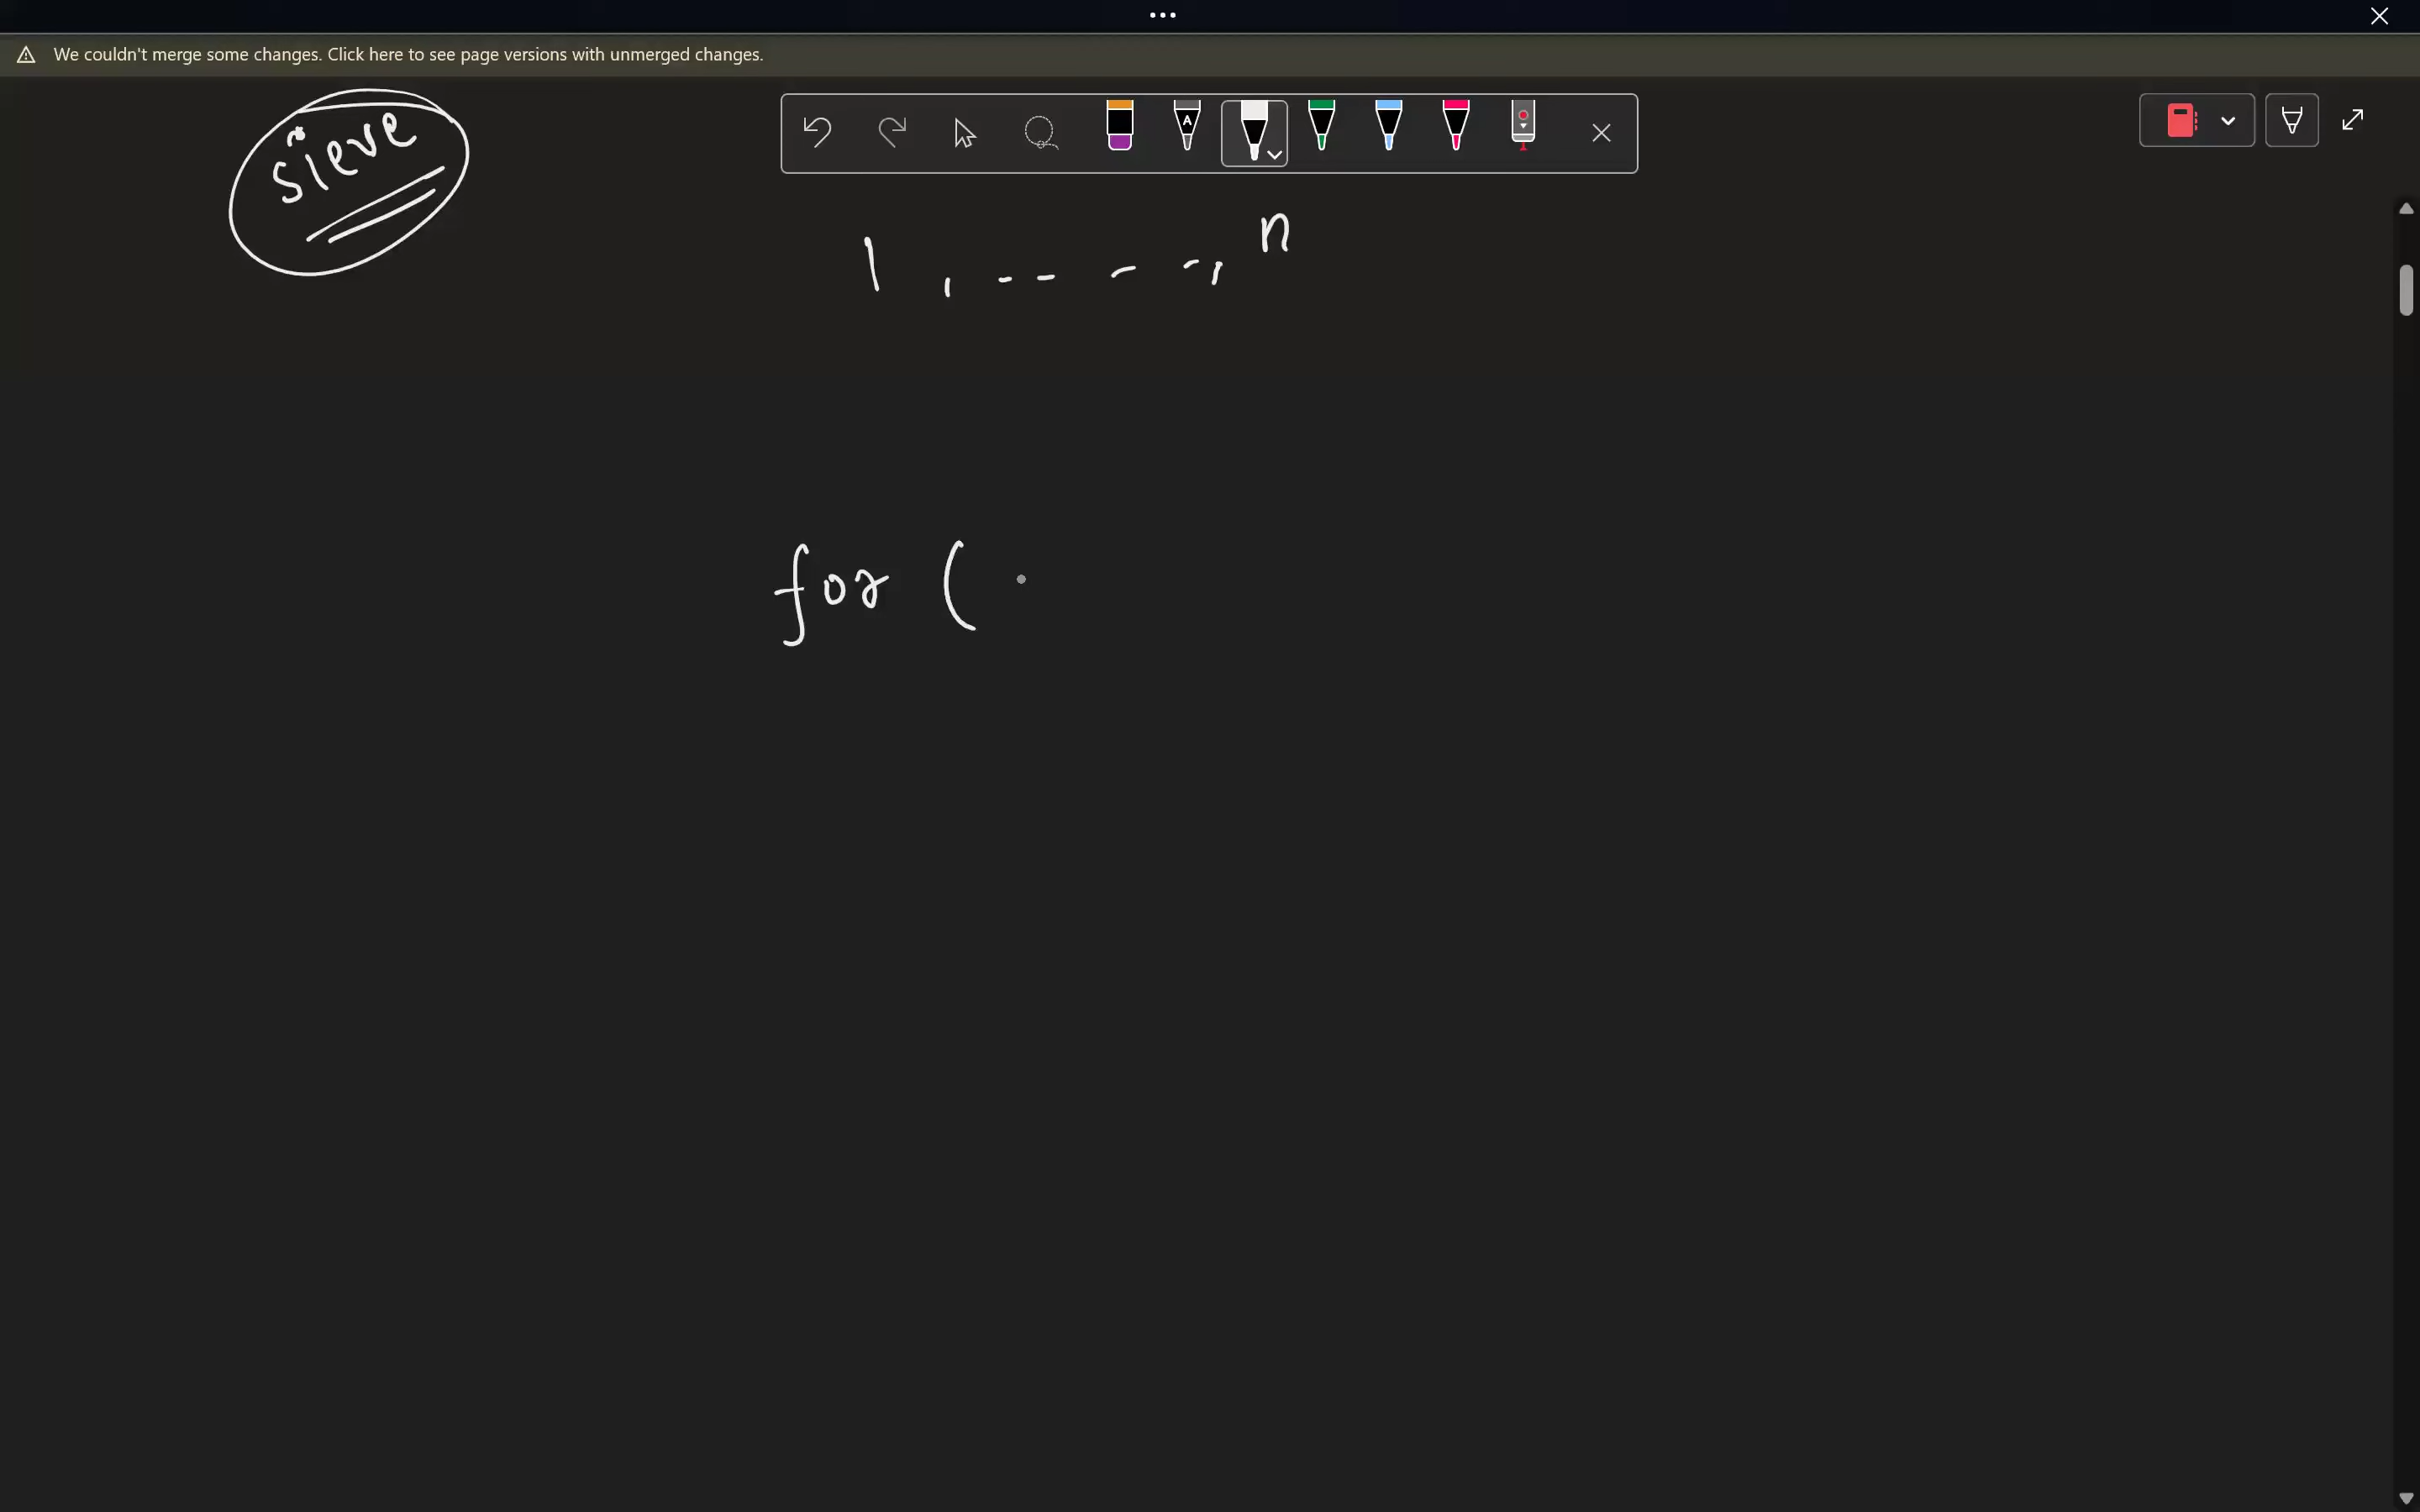 We couldn't merge some changes. Click here to see page versions with unmerged changes.
sieve
A
1 , -- - -, n
for (